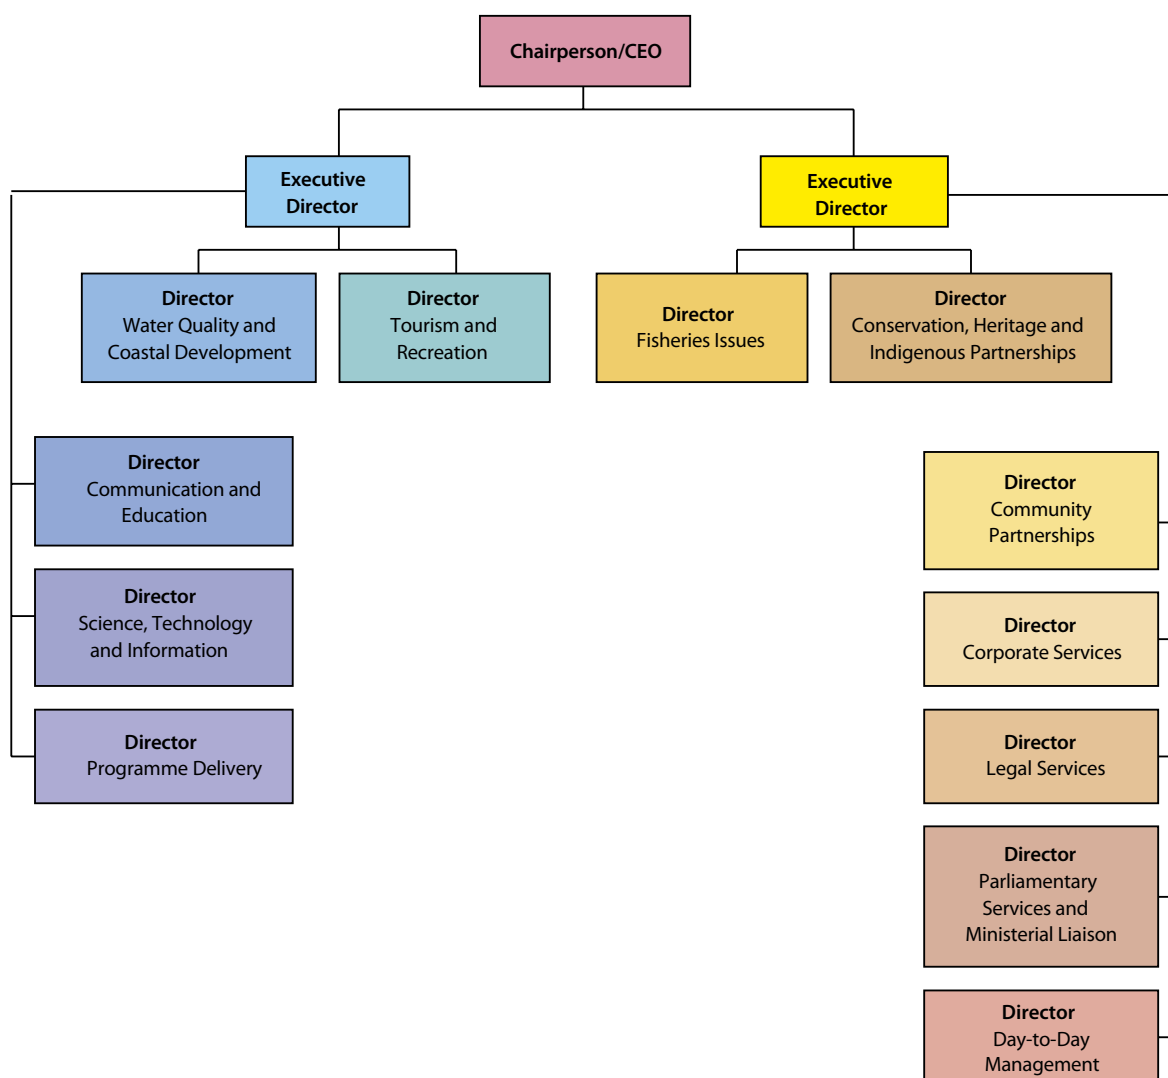 Chairperson/CEO
Executive
Director
Executive
Director
Director
Water Quality and
Coastal Development
Director
Tourism and
Recreation
Director
Fisheries Issues
Director
Conservation, Heritage and
Indigenous Partnerships
Director
Communication and
Education
Director
Science, Technology
and Information
Director
Programme Delivery
Director
Community
Partnerships
Director
Corporate Services
Director
Legal Services
Director
Parliamentary
Services and
Ministerial Liaison
Director
Day-to-Day
Management